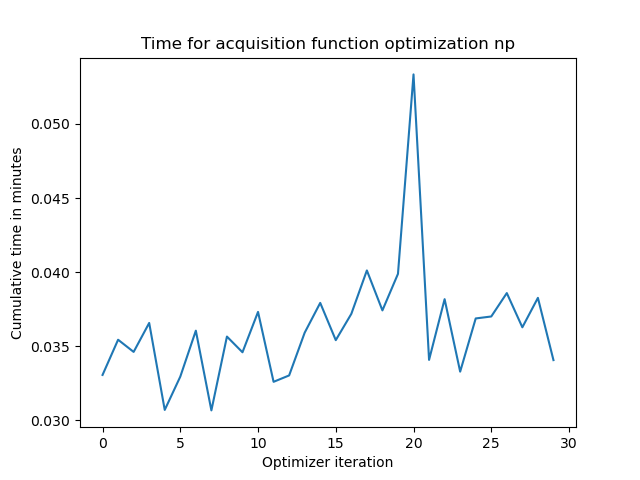 Time for acquisition function optimization np
Cumulative time in minutes
0.050
0.045
0.040
0.035
0.030
0 5 10 15 20 25 30
Optimizer iteration